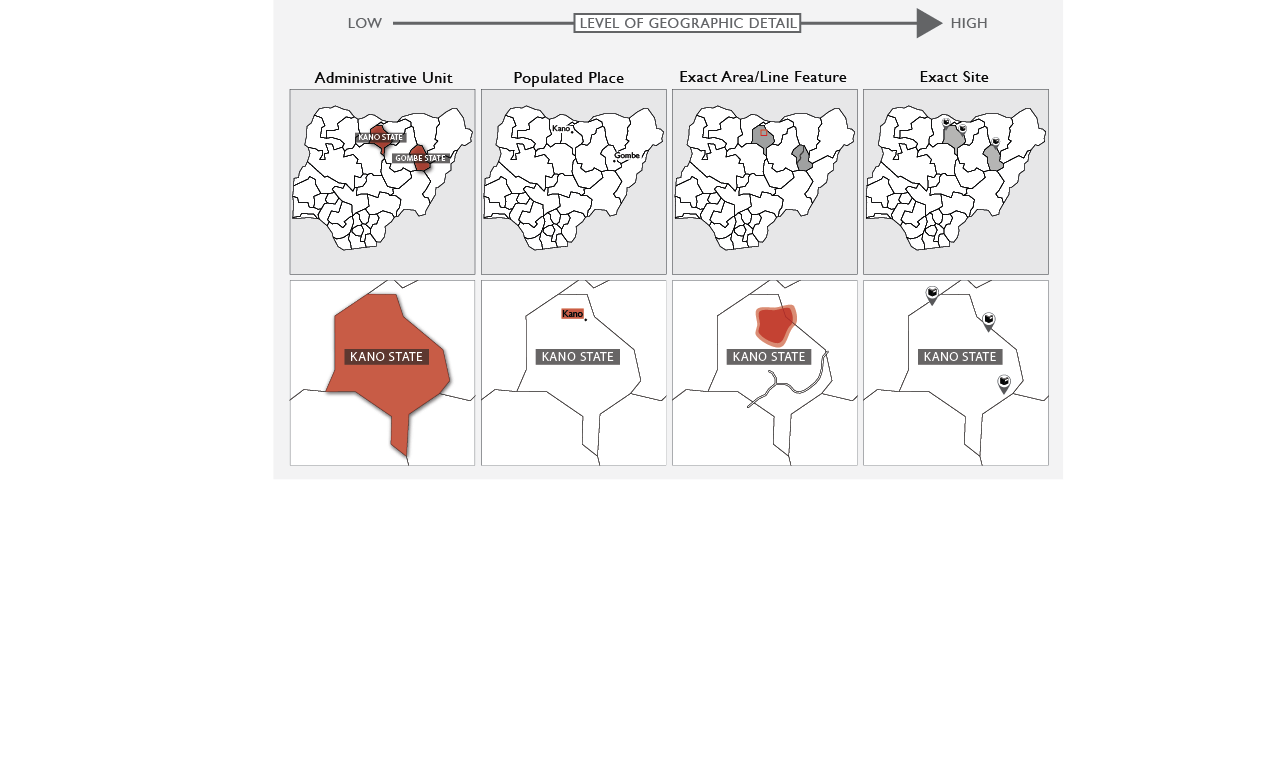 LOW LEVEL OF GEOGRAPHIC DETAIL HIGH
Administrative Unit Populated Place Exact Area/Line Feature Exact Site
KANO STATE
GOMBE STATE
Kano
Gombe
KANO STATE
Kano
KANO STATE
KANO STATE
KANO STATE